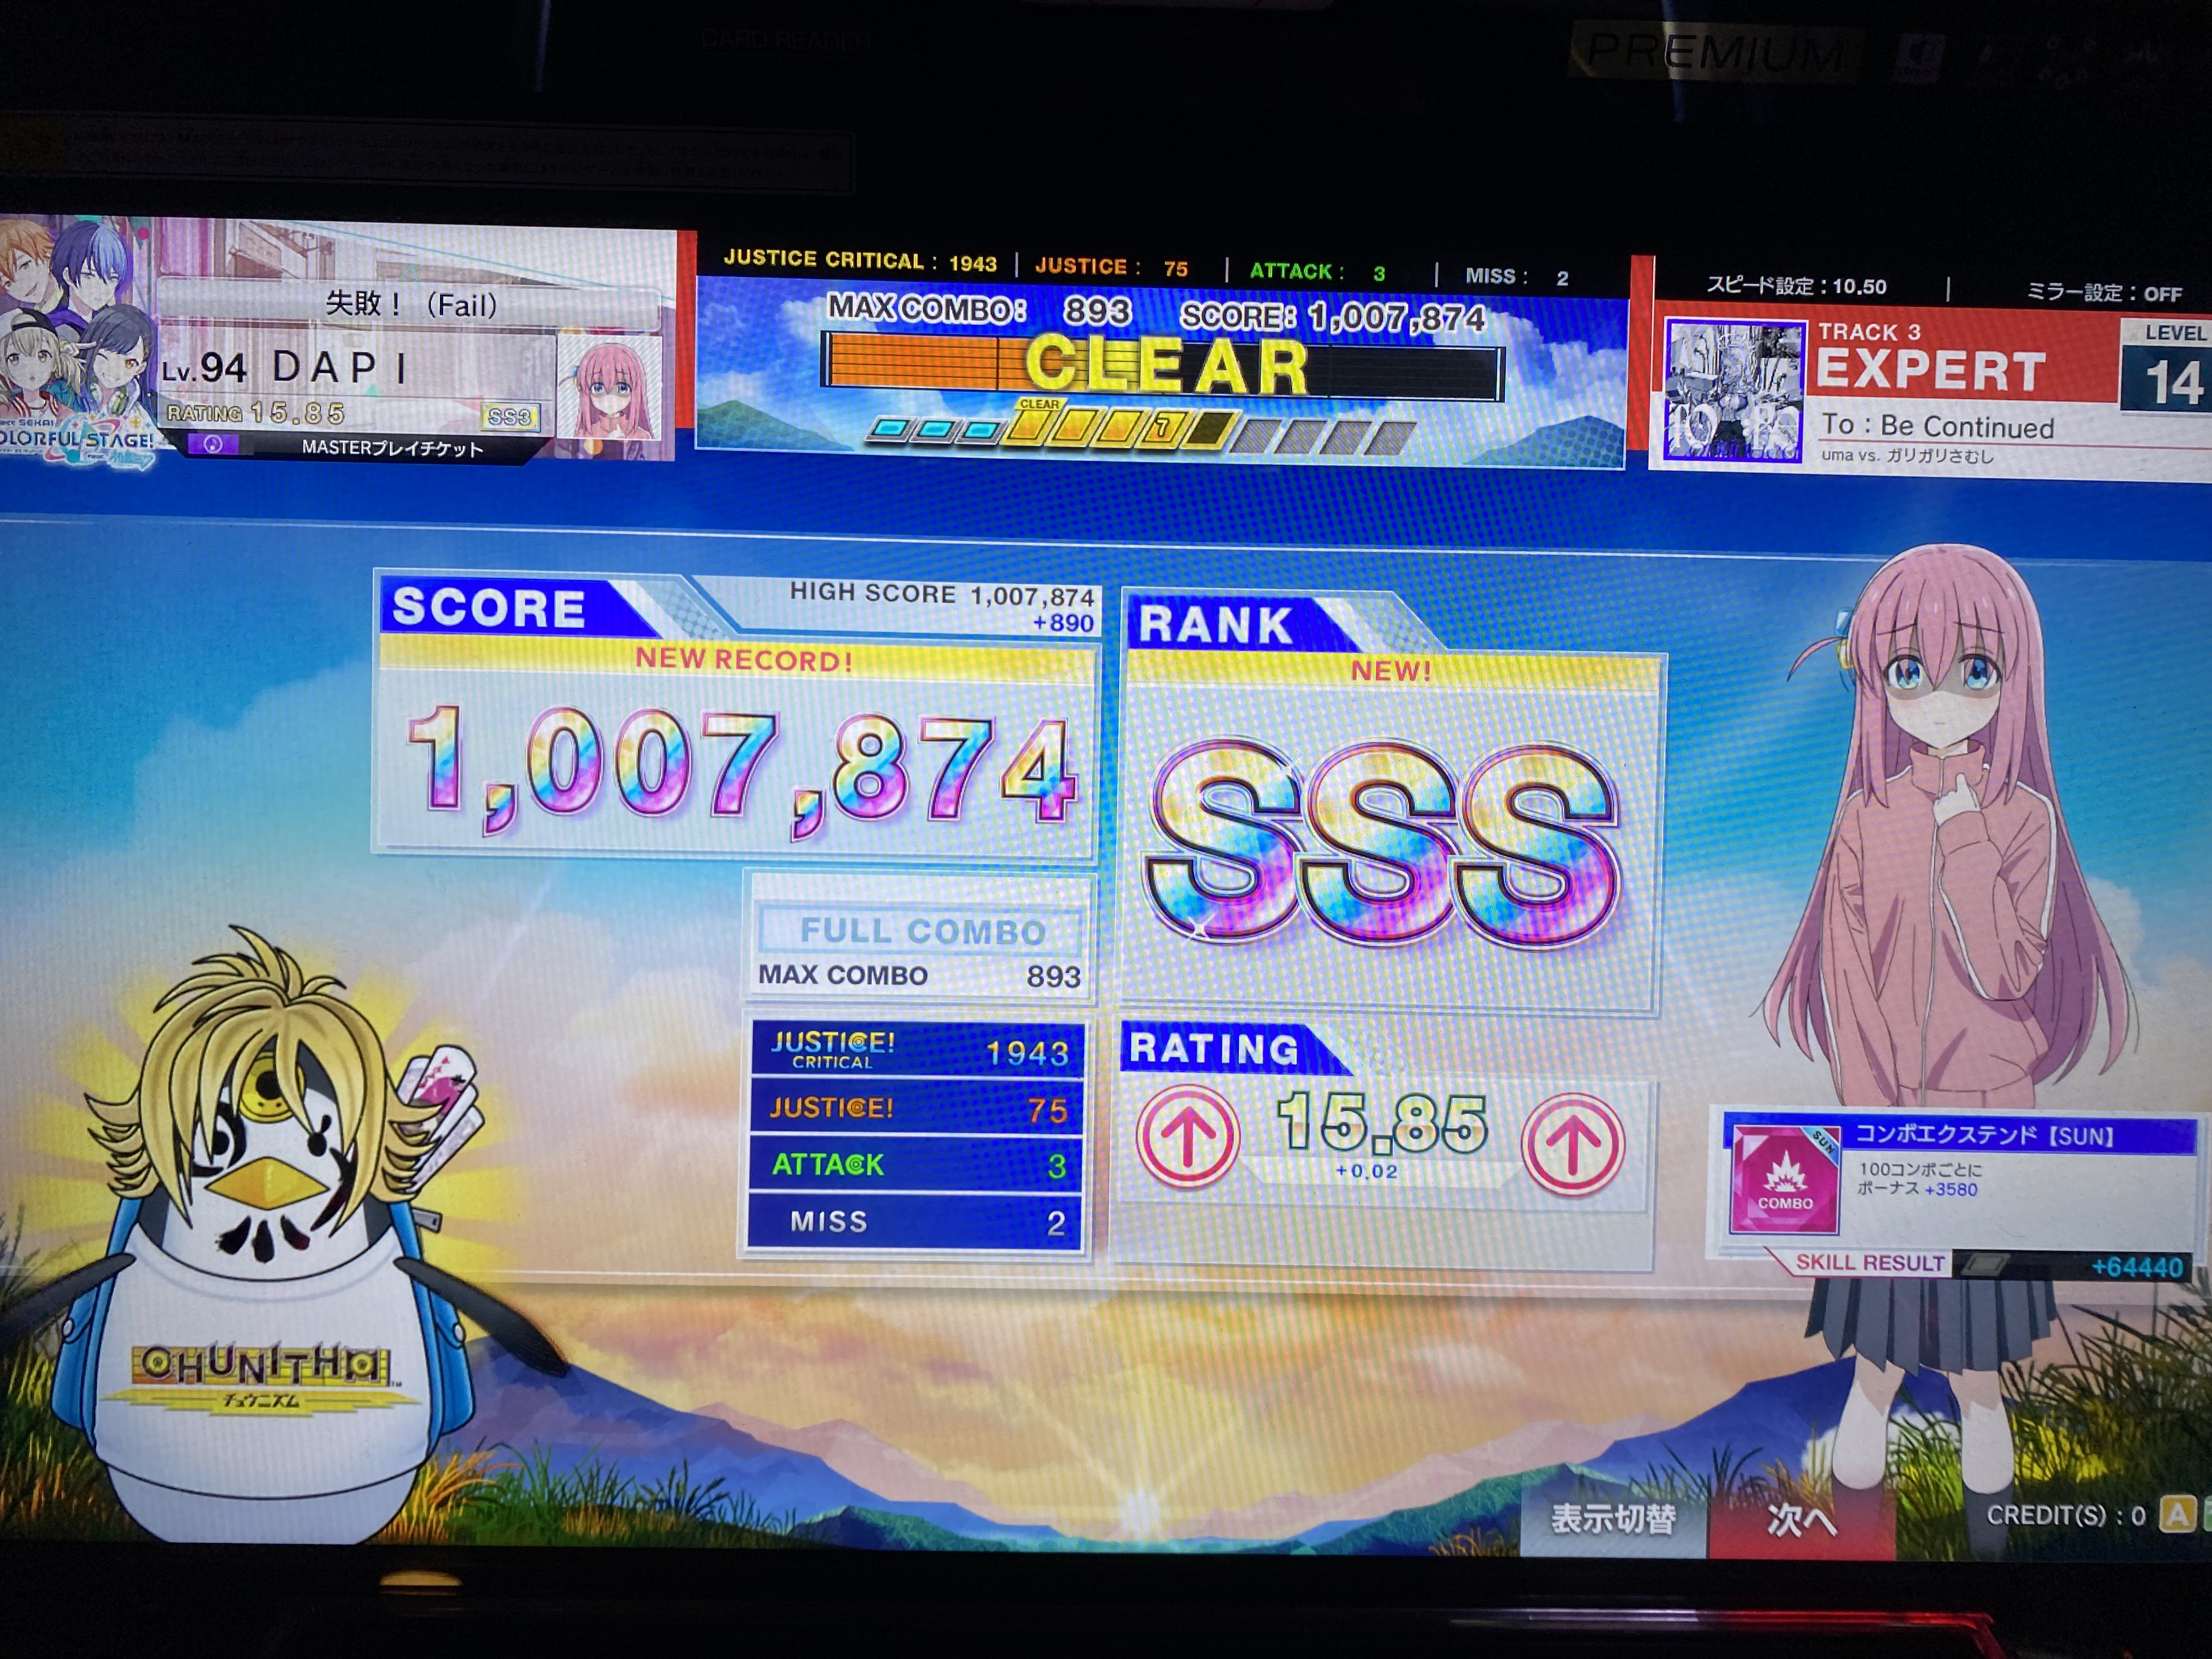 CARD READER
PREMIUM
失敗！（Fail）
Lv.94 ＤＡＰＩ
RATING 15.85
SS3
MASTERプレイチケット
SEKAI
COLORFUL STAGE!
JUSTICE CRITICAL : 1943 | JUSTICE : 75 | ATTACK : 3 | MISS : 2
MAX COMBO: 893 SCORE: 1,007,874
CLEAR
CLEAR
7
スピード設定 : 10.50 | ミラー設定 : OFF
TRACK 3
EXPERT
LEVEL
14
To：Be Continued
uma vs. ガリガリさむし
SCORE
HIGH SCORE 1,007,874
+890
NEW RECORD!
1,007,874
RANK
NEW!
SSS
FULL COMBO
MAX COMBO 893
JUSTICE!
CRITICAL
1943
JUSTICE! 75
ATTACK 3
MISS 2
RATING
15.85
+0.02
コンボエクステンド【SUN】
SUN
COMBO
100コンボごとに
ボーナス +3580
SKILL RESULT +64440
CHUNITHM
チュウニズム
表示切替
次へ
CREDIT(S) : 0 A